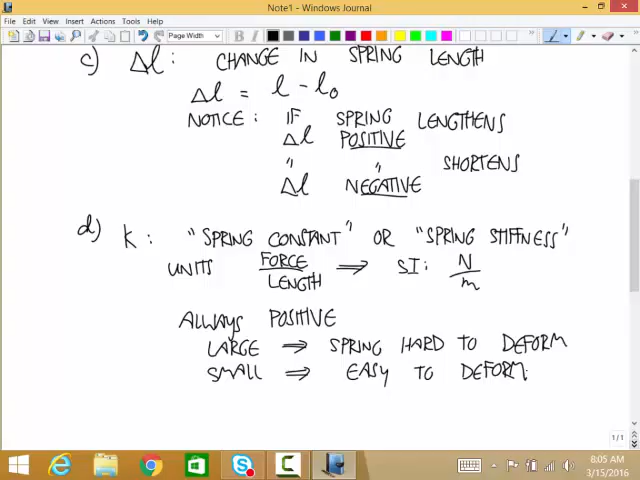 Note1 - Windows Journal
File Edit View Insert Actions Tools Help
Page Width
c) Δl: CHANGE IN SPRING LENGTH
Δl = l - l₀
NOTICE: IF SPRING LENGTHENS
Δl POSITIVE
" " SHORTENS
Δl NEGATIVE
d) k: "SPRING CONSTANT" OR "SPRING STIFFNESS"
UNITS FORCE ⇒ SI: N
LENGTH m
ALWAYS POSITIVE
LARGE ⇒ SPRING HARD TO DEFORM
SMALL ⇒ EASY TO DEFORM
1/1
8:05 AM
3/15/2016